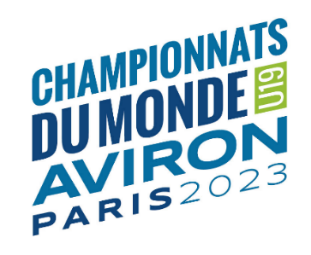 CHAMPIONNATS
DU MONDE U19
AVIRON
PARIS 2023